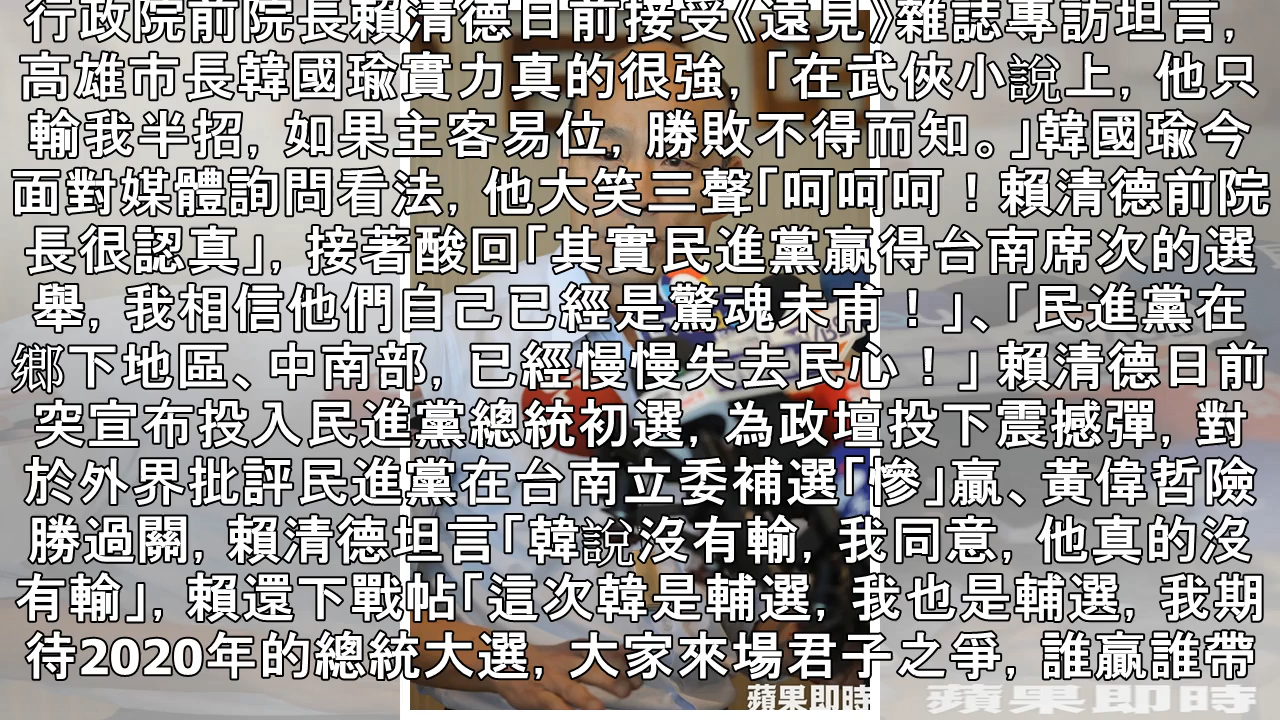 行政院前院長賴清德日前接受《遠見》雜誌專訪坦言,
高雄市長韓國瑜實力真的很強,「在武俠小說上, 他只
輸我半招, 如果主客易位, 勝敗不得而知。」韓國瑜今
面對媒體詢問看法, 他大笑三聲「呵呵呵！賴清德前院
長很認真」, 接著酸回「其實民進黨贏得台南席次的選
舉, 我相信他們自己已經是驚魂未甫！」、「民進黨在
鄉下地區、中南部, 已經慢慢失去民心！」賴清德日前
突宣布投入民進黨總統初選, 為政壇投下震撼彈, 對
於外界批評民進黨在台南立委補選「慘」贏、黃偉哲險
勝過關, 賴清德坦言「韓說沒有輸, 我同意, 他真的沒
有輸」, 賴還下戰帖「這次韓是輔選, 我也是輔選, 我期
待2020年的總統大選, 大家來場君子之爭, 誰贏誰帶
蘋果即時 蘋果即時